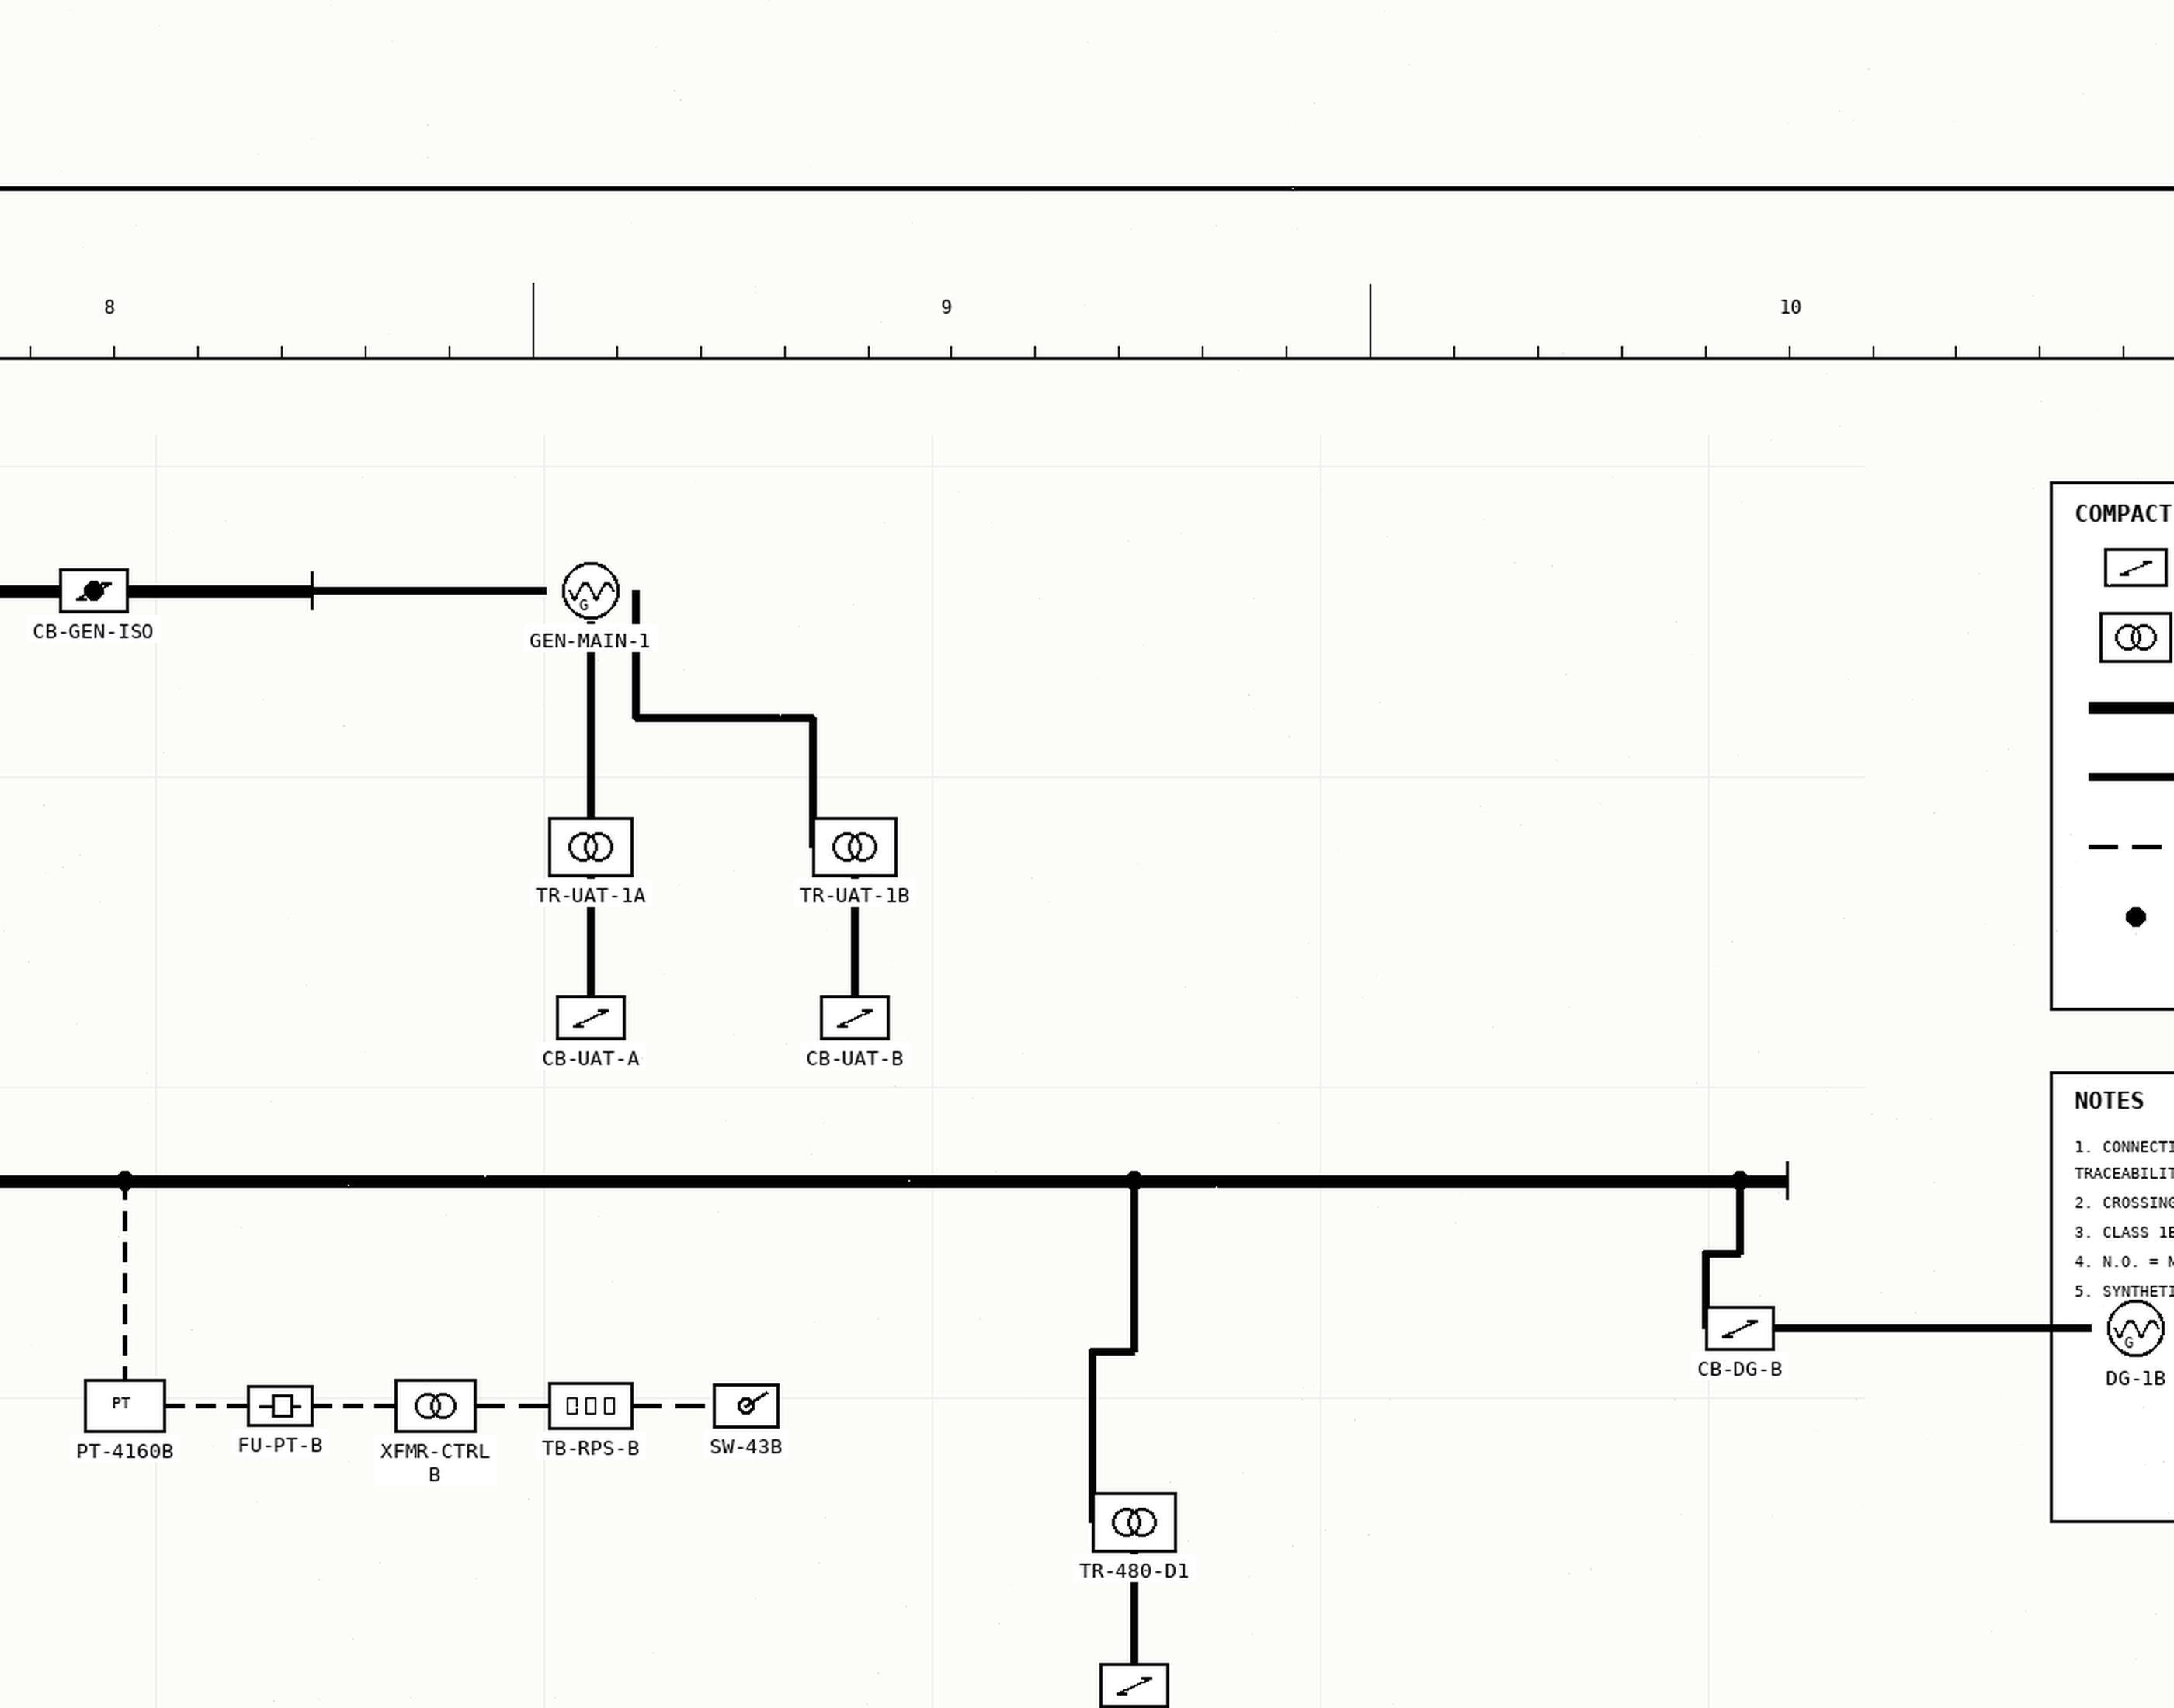 8
9
10
COMPACT
G
CB-GEN-ISO
GEN-MAIN-1
TR-UAT-1A
TR-UAT-1B
CB-UAT-A
CB-UAT-B
NOTES
1. CONNECTI
TRACEABILIT
2. CROSSING
3. CLASS 1E
4. N.O. = N
5. SYNTHETI
G
CB-DG-B
DG-1B
PT
PT-4160B
FU-PT-B
XFMR-CTRL
B
TB-RPS-B
SW-43B
TR-480-D1